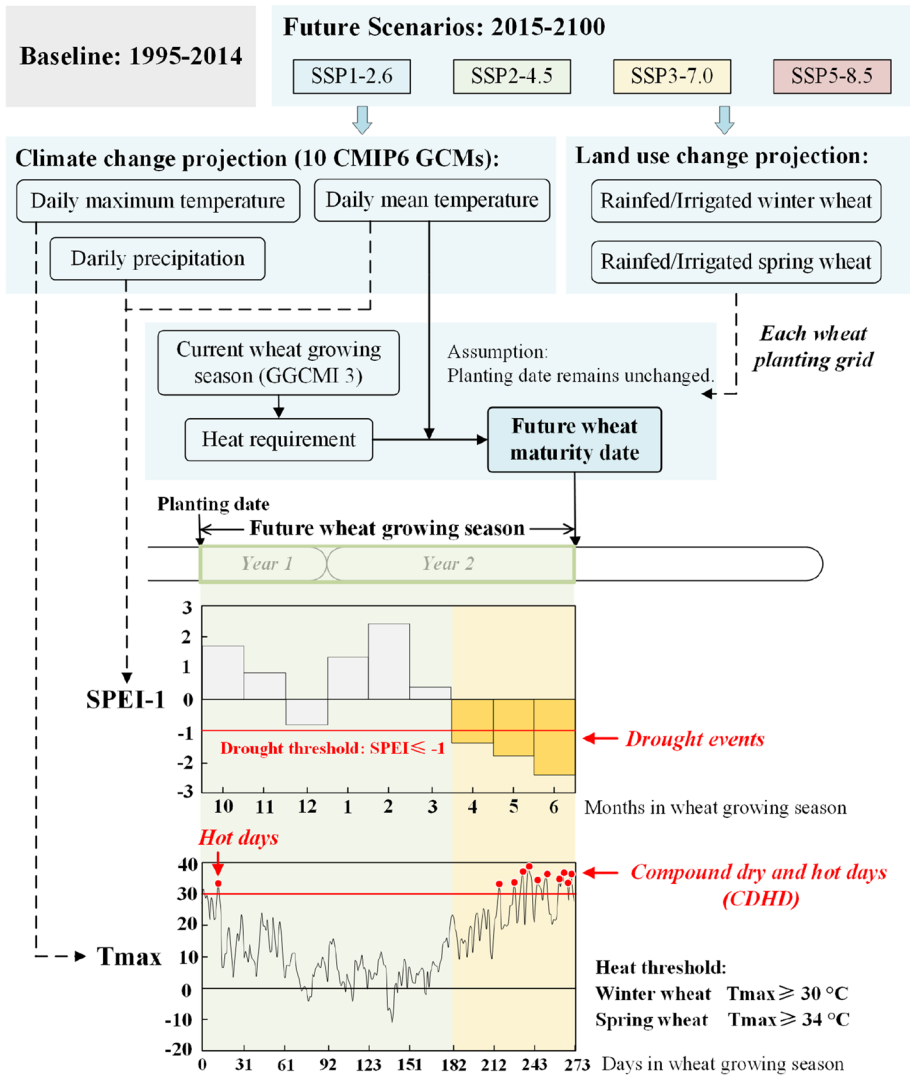 Baseline: 1995-2014
Future Scenarios: 2015-2100
SSP1-2.6
SSP2-4.5
SSP3-7.0
SSP5-8.5
Climate change projection (10 CMIP6 GCMs):
Daily maximum temperature
Daily mean temperature
Darily precipitation
Land use change projection:
Rainfed/Irrigated winter wheat
Rainfed/Irrigated spring wheat
Each wheat
planting grid
Current wheat growing
season (GGCMI 3)
Assumption:
Planting date remains unchanged.
Heat requirement
Future wheat
maturity date
Planting date
Future wheat growing season
Year 1
Year 2
SPEI-1
3
2
1
0
-1
-2
-3
Drought threshold: SPEI≤ -1
Drought events
10 11 12 1 2 3 4 5 6
Months in wheat growing season
Hot days
Tmax
40
30
20
10
0
-10
-20
Compound dry and hot days
(CDHD)
Heat threshold:
Winter wheat Tmax≥ 30 °C
Spring wheat Tmax≥ 34 °C
0 31 61 92 123 151 182 212 243 273
Days in wheat growing season